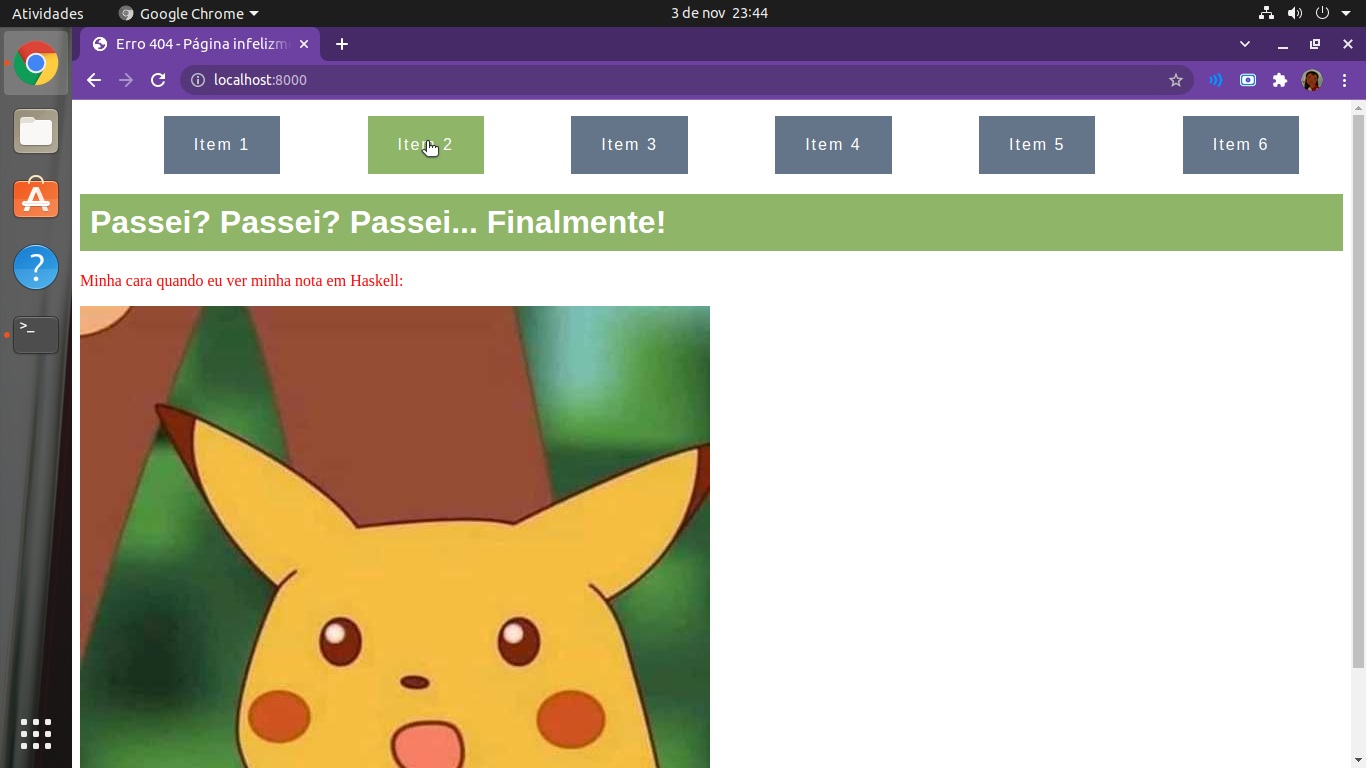 Atividades
Google Chrome
3 de nov 23:44
Erro 404 - Página infelizm
localhost:8000
Item 1
Item 2
Item 3
Item 4
Item 5
Item 6
Passei? Passei? Passei... Finalmente!
Minha cara quando eu ver minha nota em Haskell: